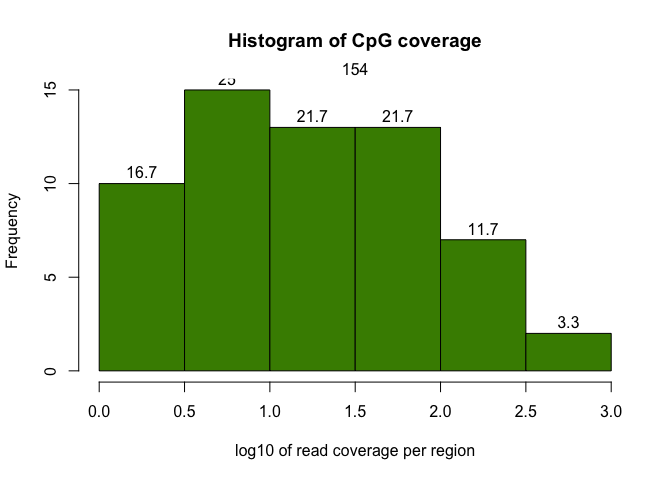 Histogram of CpG coverage
154
25
16.7
21.7
21.7
11.7
3.3
Frequency
15
10
5
0
0.0 0.5 1.0 1.5 2.0 2.5 3.0
log10 of read coverage per region